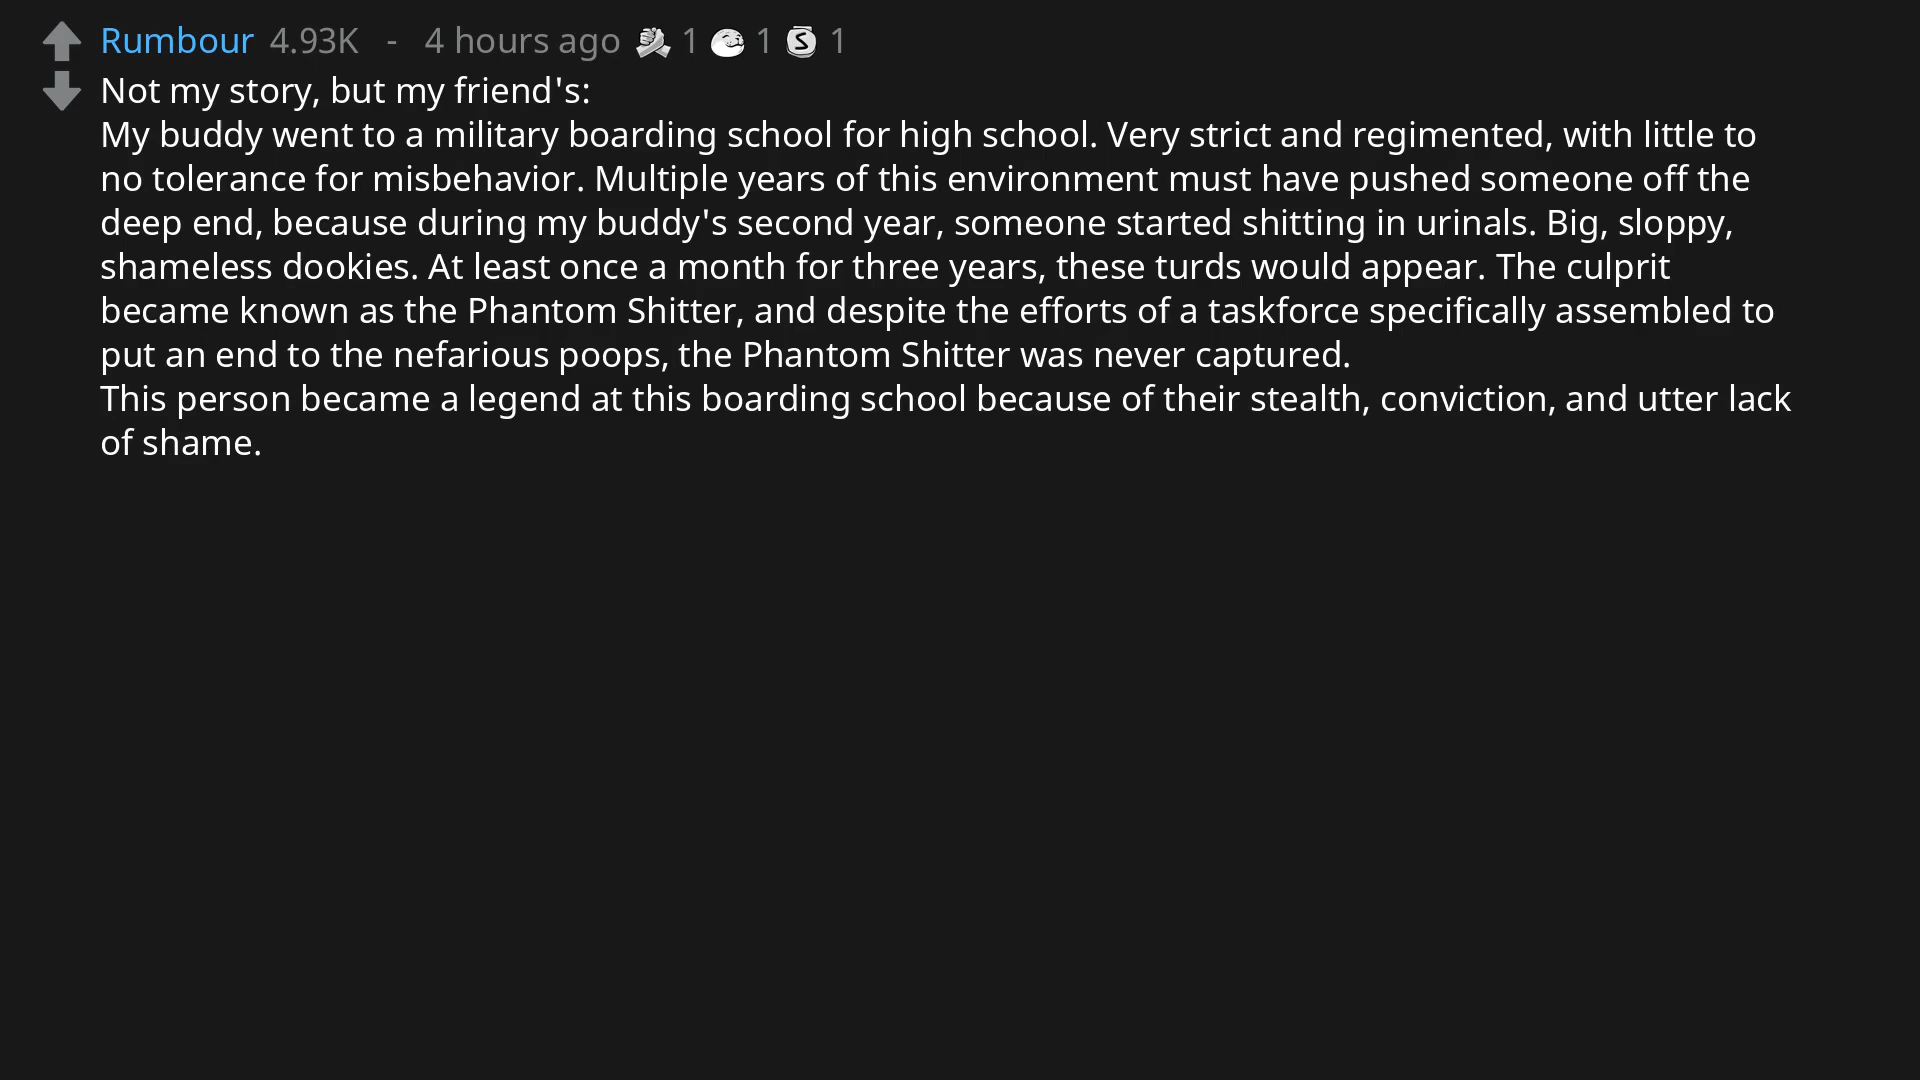 Rumbour 4.93K - 4 hours ago 1 1 S 1
Not my story, but my friend's:
My buddy went to a military boarding school for high school. Very strict and regimented, with little to
no tolerance for misbehavior. Multiple years of this environment must have pushed someone off the
deep end, because during my buddy's second year, someone started shitting in urinals. Big, sloppy,
shameless dookies. At least once a month for three years, these turds would appear. The culprit
became known as the Phantom Shitter, and despite the efforts of a taskforce specifically assembled to
put an end to the nefarious poops, the Phantom Shitter was never captured.
This person became a legend at this boarding school because of their stealth, conviction, and utter lack
of shame.